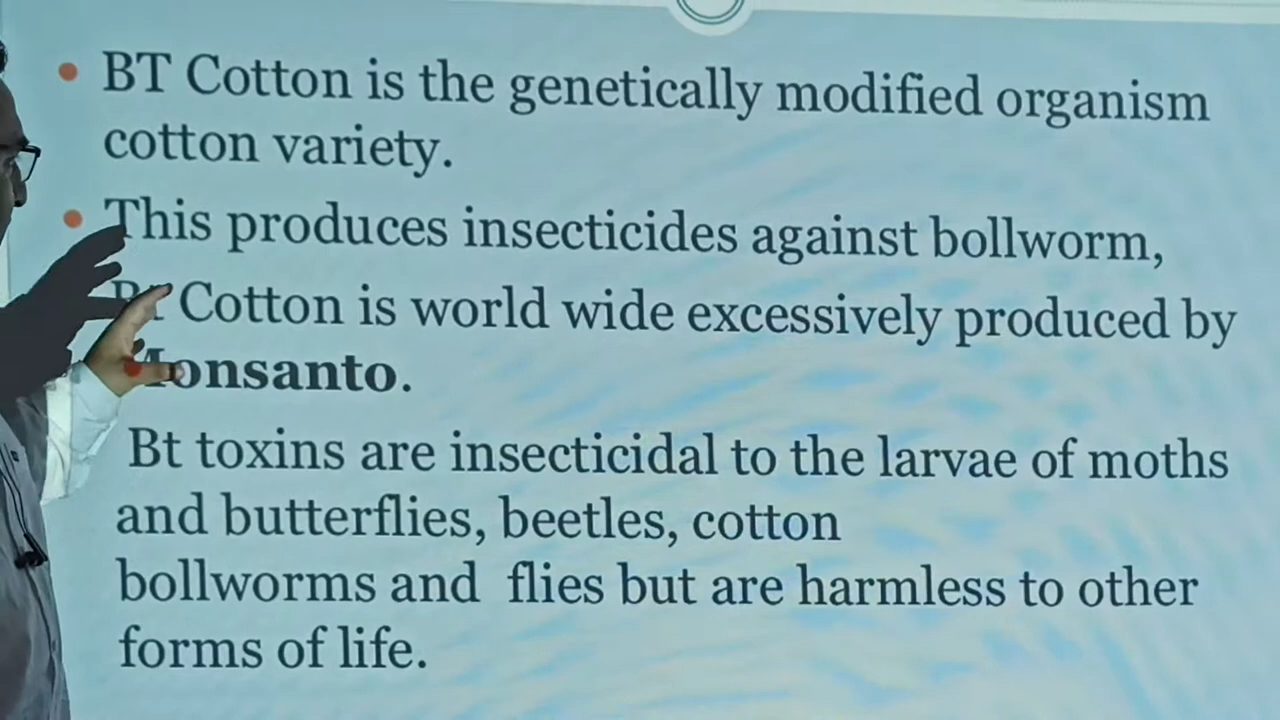 BT Cotton is the genetically modified organism
cotton variety.
This produces insecticides against bollworm,
Cotton is world wide excessively produced by
Monsanto.
Bt toxins are insecticidal to the larvae of moths
and butterflies, beetles, cotton
bollworms and flies but are harmless to other
forms of life.